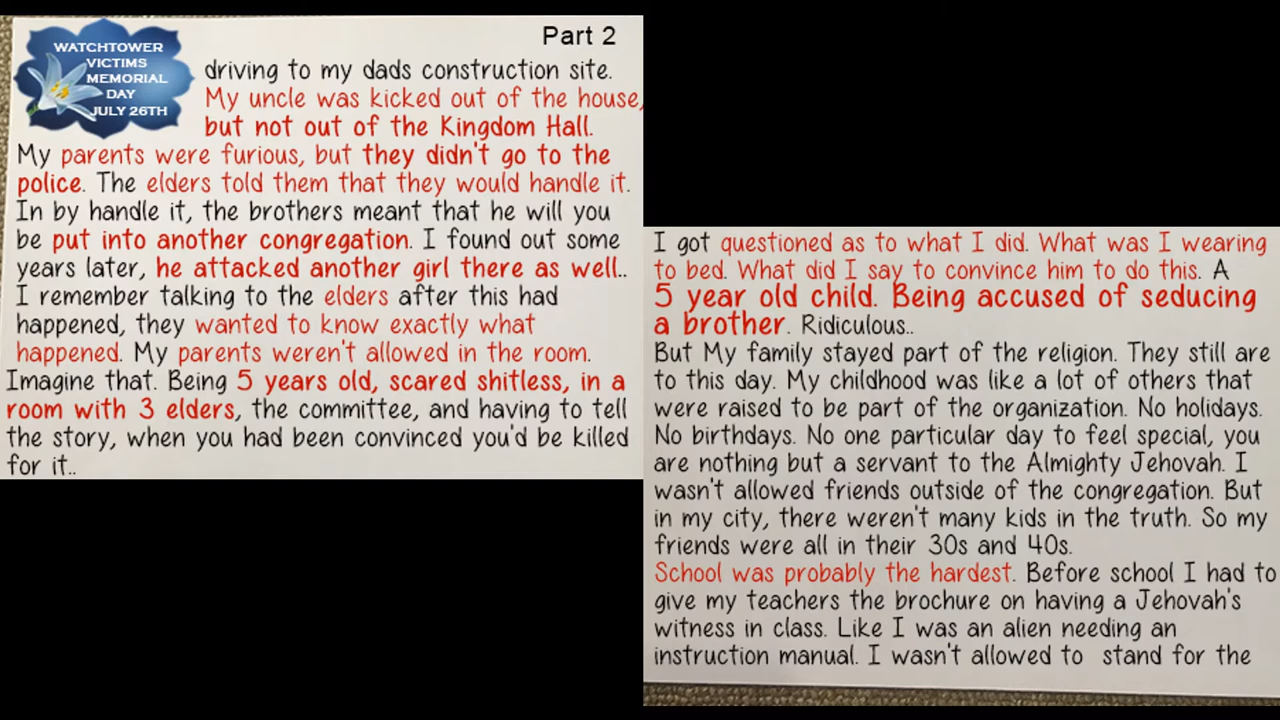 Part 2
WATCHTOWER
VICTIMS
MEMORIAL
DAY
JULY 26TH
driving to my dads construction site.
My uncle was kicked out of the house,
but not out of the Kingdom Hall.
My parents were furious, but they didn't go to the
police. The elders told them that they would handle it.
In by handle it, the brothers meant that he will you
be put into another congregation. I found out some
years later, he attacked another girl there as well..
I remember talking to the elders after this had
happened, they wanted to know exactly what
happened. My parents weren't allowed in the room.
Imagine that. Being 5 years old, scared shitless, in a
room with 3 elders, the committee, and having to tell
the story, when you had been convinced you'd be killed
for it..
I got questioned as to what I did. What was I wearing
to bed. What did I say to convince him to do this. A
5 year old child. Being accused of seducing
a brother. Ridiculous..
But My family stayed part of the religion. They still are
to this day. My childhood was like a lot of others that
were raised to be part of the organization. No holidays.
No birthdays. No one particular day to feel special, you
are nothing but a servant to the Almighty Jehovah. I
wasn't allowed friends outside of the congregation. But
in my city, there weren't many kids in the truth. So my
friends were all in their 30s and 40s.
School was probably the hardest. Before school I had to
give my teachers the brochure on having a Jehovah's
witness in class. Like I was an alien needing an
instruction manual. I wasn't allowed to stand for the